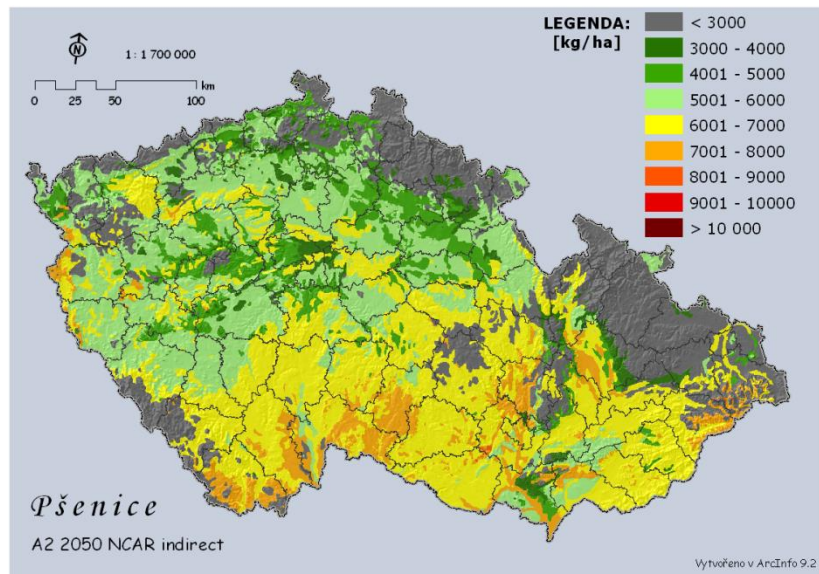 LEGENDA:
[kg/ha]
< 3000
3000 - 4000
4001 - 5000
5001 - 6000
6001 - 7000
7001 - 8000
8001 - 9000
9001 - 10000
> 10 000
N
1 : 1 700 000
km
0 25 50 100
Pšenice
A2 2050 NCAR indirect
Vytvořeno v ArcInfo 9.2